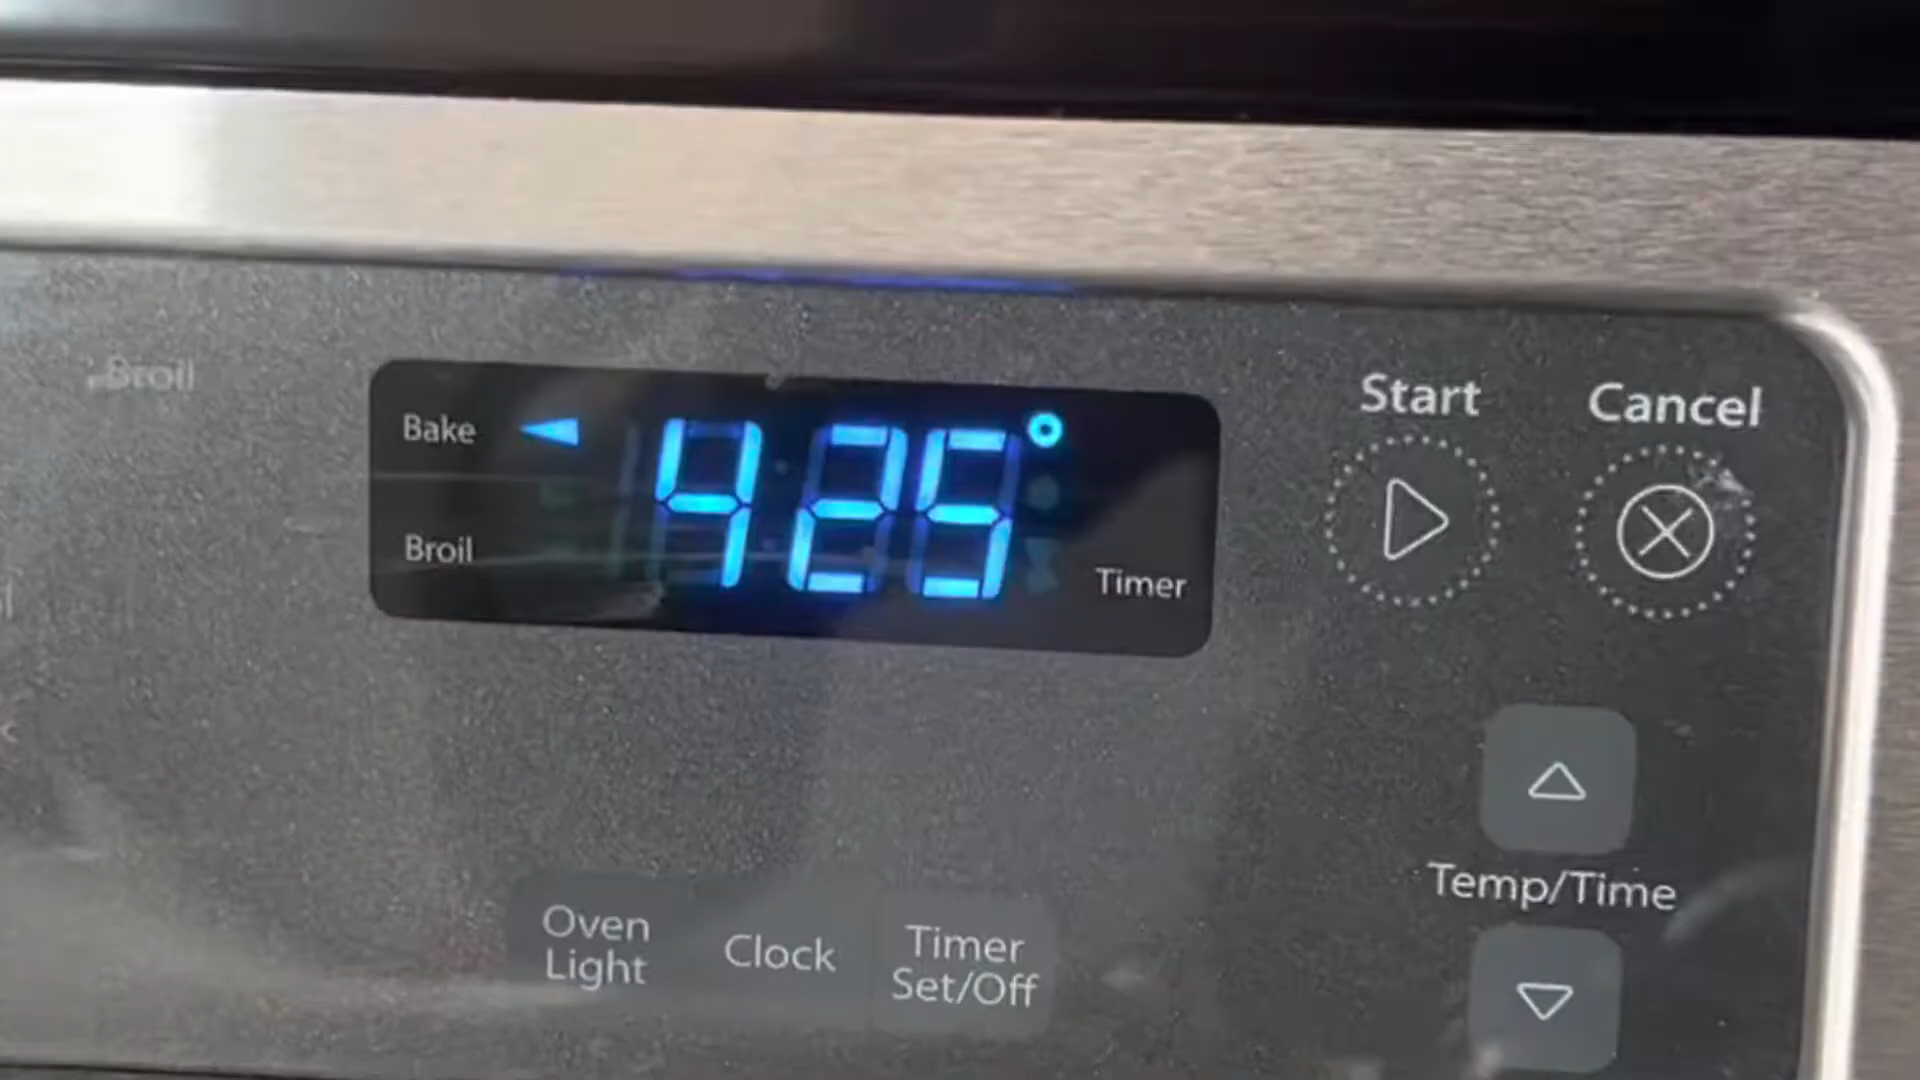 Broil
Bake
425°
Broil
Timer
Start
Cancel
Temp/Time
Oven
Light
Clock
Timer
Set/Off